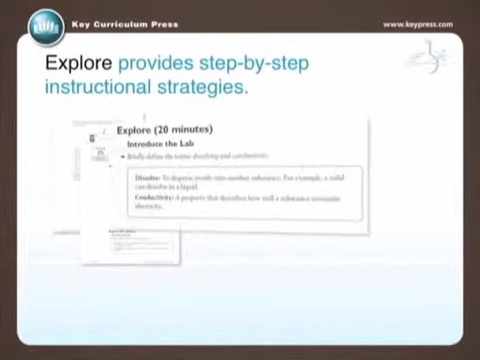 Key Curriculum Press
www.keypress.com
Explore provides step-by-step
instructional strategies.
Explore (20 minutes)
Introduce the Lab
Briefly define the terms dissolving and conductivity.
Dissolve: To disperse evenly into another substance. For example, a solid
can dissolve in a liquid.
Conductivity: A property that describes how well a substance transmits
electricity.